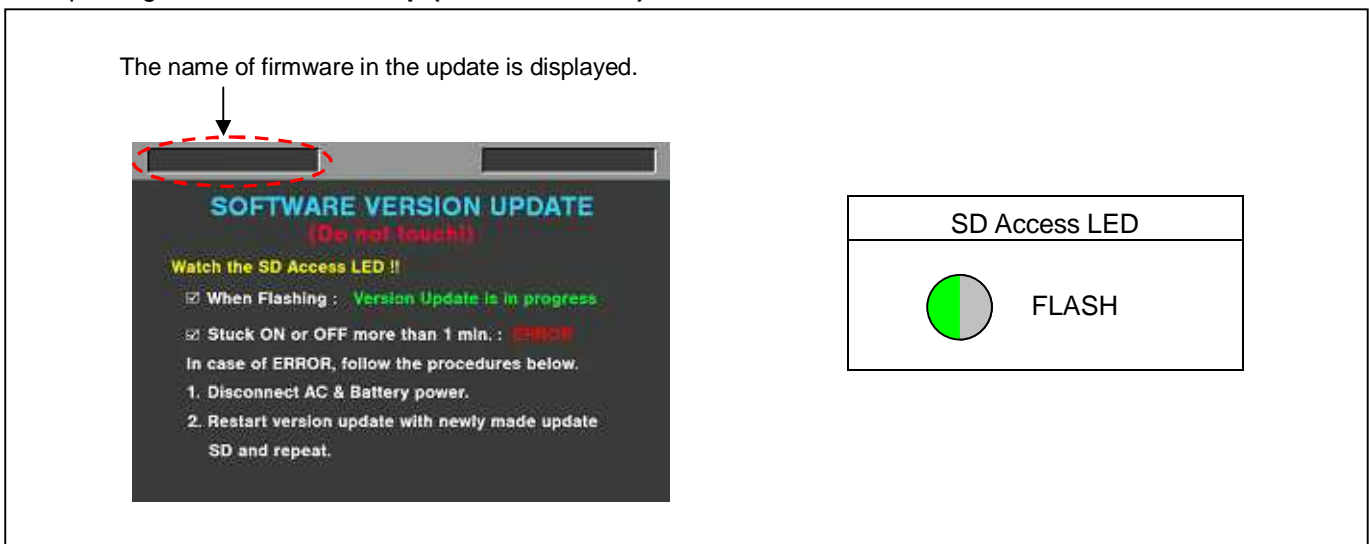 The name of firmware in the update is displayed.
SOFTWARE VERSION UPDATE
(Do not touch!)
Watch the SD Access LED !!
☑ When Flashing : Version Update is in progress
☑ Stuck ON or OFF more than 1 min. : ERROR
In case of ERROR, follow the procedures below.
1. Disconnect AC & Battery power.
2. Restart version update with newly made update
SD and repeat.
SD Access LED
FLASH